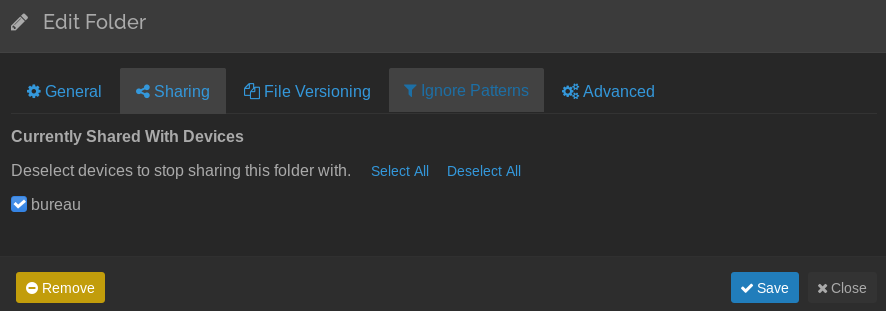 Edit Folder
General Sharing File Versioning Ignore Patterns Advanced
Currently Shared With Devices
Deselect devices to stop sharing this folder with. Select All Deselect All
bureau
Remove Save Close